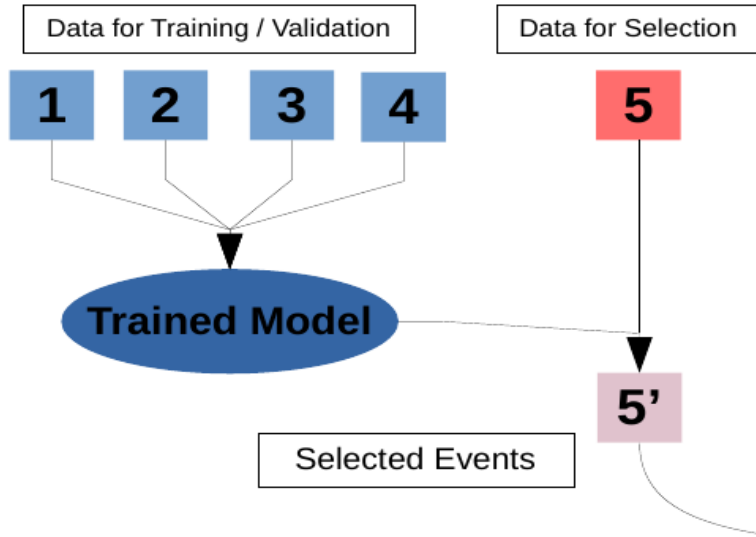 Data for Training / Validation
Data for Selection
1 2 3 4 5
Trained Model
5’
Selected Events